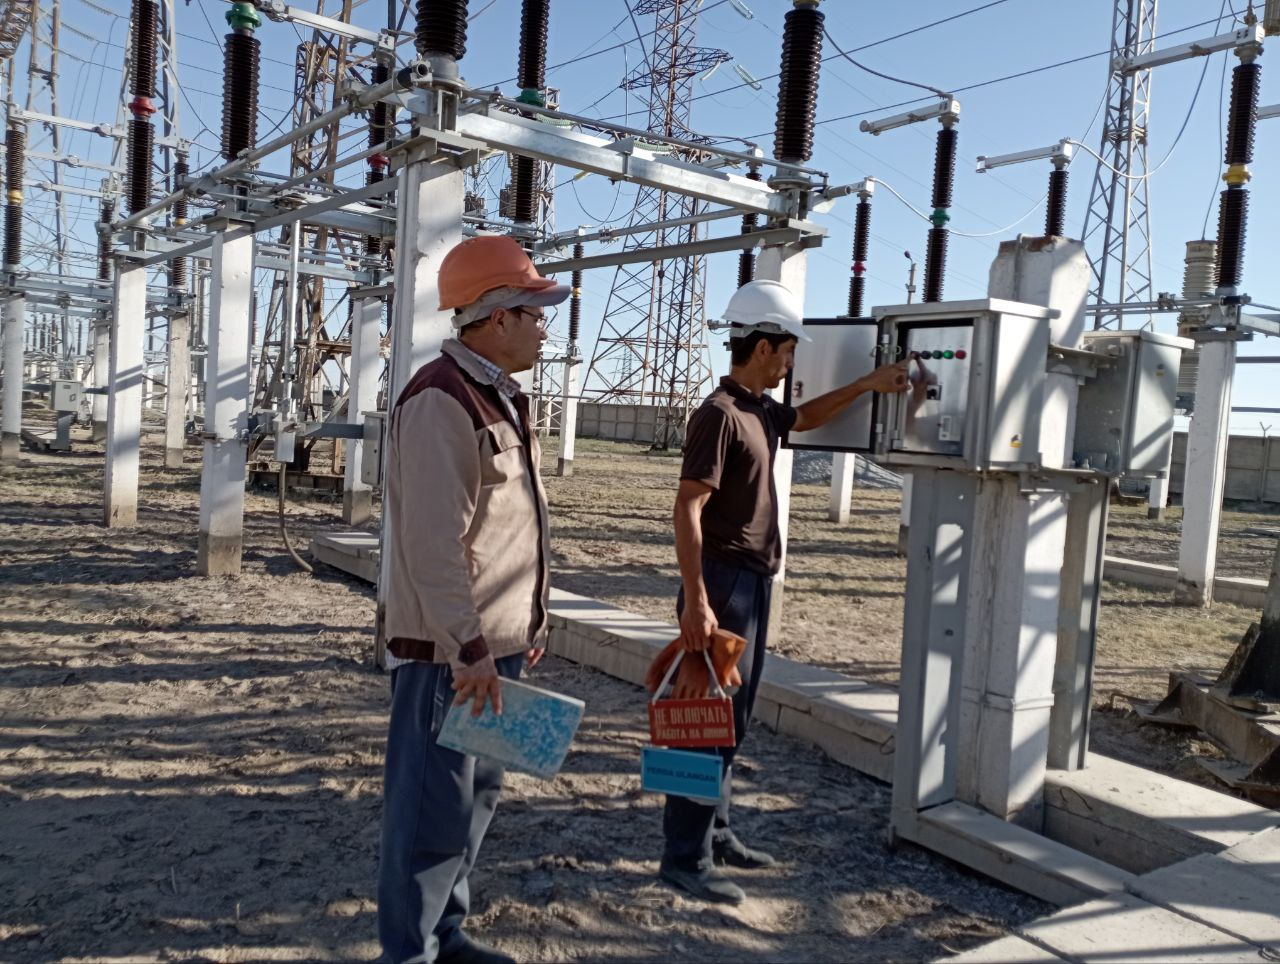 НЕ ВКЛЮЧАТЬ
РАБОТА НА ЛИНИИ
YERGA ULANGAN